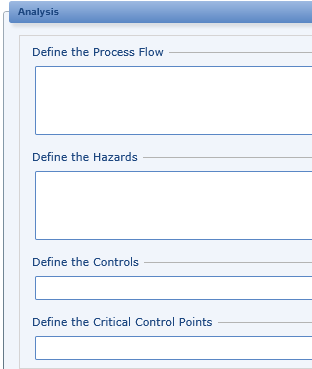 Analysis
Define the Process Flow
Define the Hazards
Define the Controls
Define the Critical Control Points